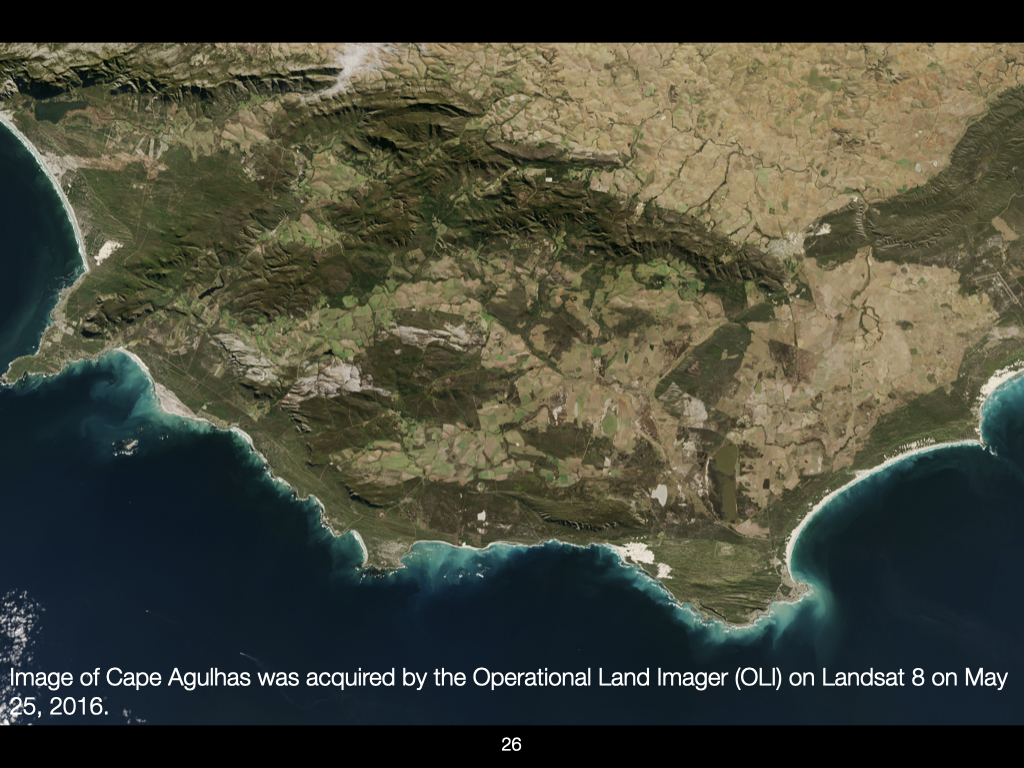 Image of Cape Agulhas was acquired by the Operational Land Imager (OLI) on Landsat 8 on May
25, 2016.
26